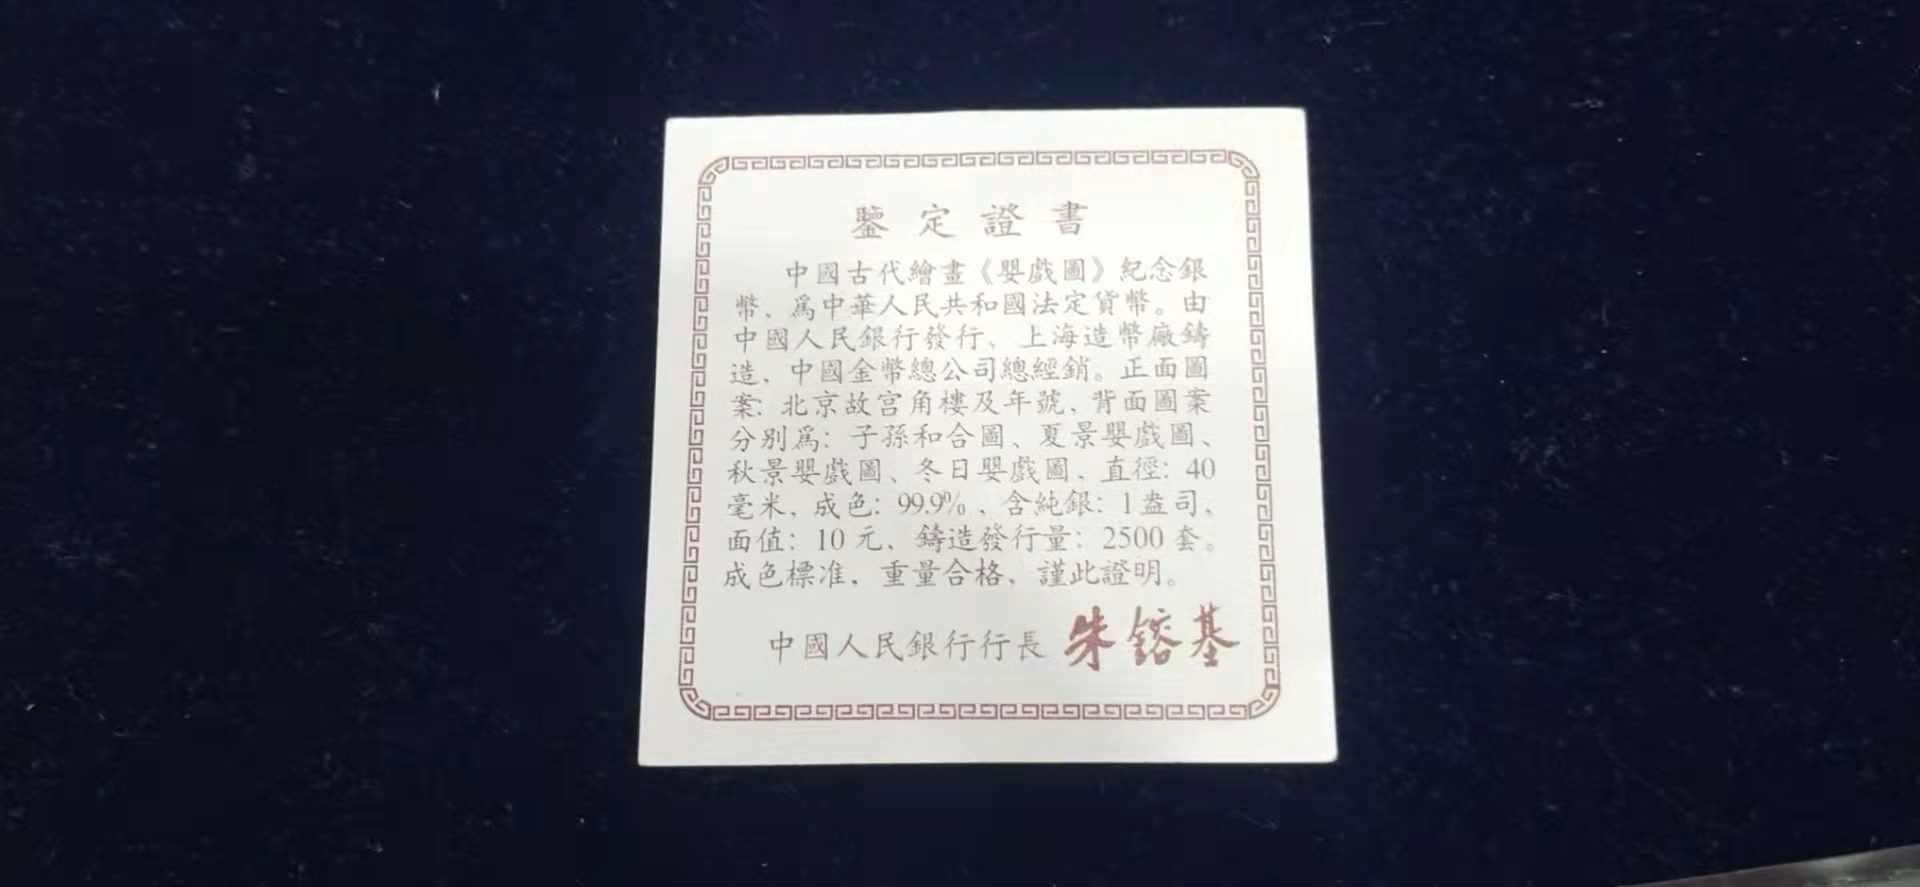 鑒定證書
中國古代繪畫《嬰戲圖》紀念銀
幣、爲中華人民共和國法定貨幣。由
中國人民銀行發行、上海造幣廠鑄
造、中國金幣總公司總經銷。正面圖
案:北京故宮角樓及年號、背面圖案
分别爲:子孫和合圖、夏景嬰戲圖、
秋景嬰戲圖、冬日嬰戲圖、直徑:40
毫米、成色:99.9%、含純銀:1盎司、
面值:10元、鑄造發行量:2500套。
成色標准、重量合格、謹此證明。
中國人民銀行行長 朱鎔基